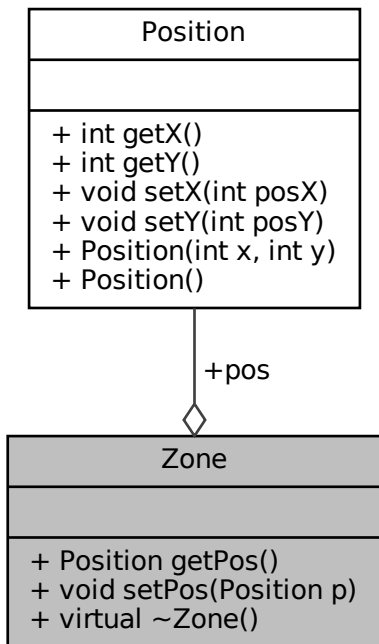 Position
+ int getX()
+ int getY()
+ void setX(int posX)
+ void setY(int posY)
+ Position(int x, int y)
+ Position()
+pos
Zone
+ Position getPos()
+ void setPos(Position p)
+ virtual ~Zone()